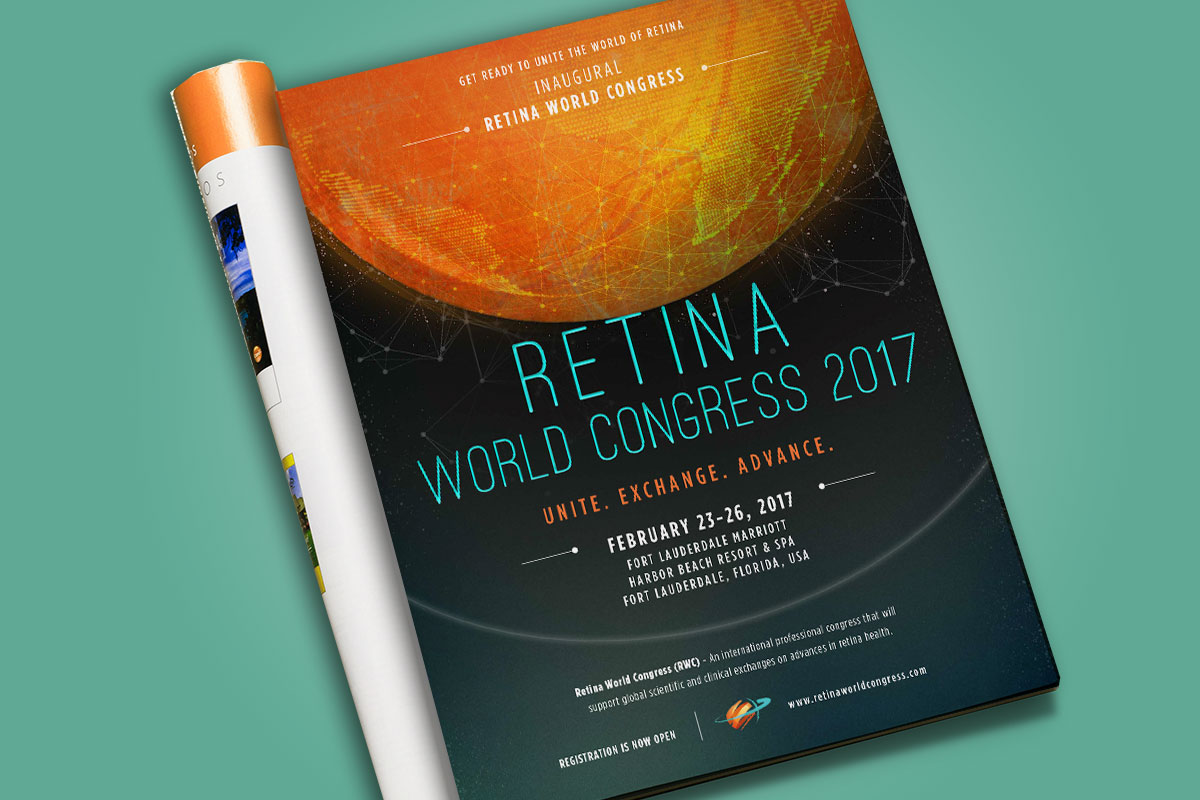 GET READY TO UNITE THE WORLD OF RETINA
INAUGURAL
RETINA WORLD CONGRESS
RETINA
WORLD CONGRESS 2017
UNITE. EXCHANGE. ADVANCE.
FEBRUARY 23-26, 2017
FORT LAUDERDALE MARRIOTT
HARBOR BEACH RESORT & SPA
FORT LAUDERDALE, FLORIDA, USA
Retina World Congress (RWC) - An international professional congress that will
support global scientific and clinical exchanges on advances in retina health.
REGISTRATION IS NOW OPEN
www.retinaworldcongress.com